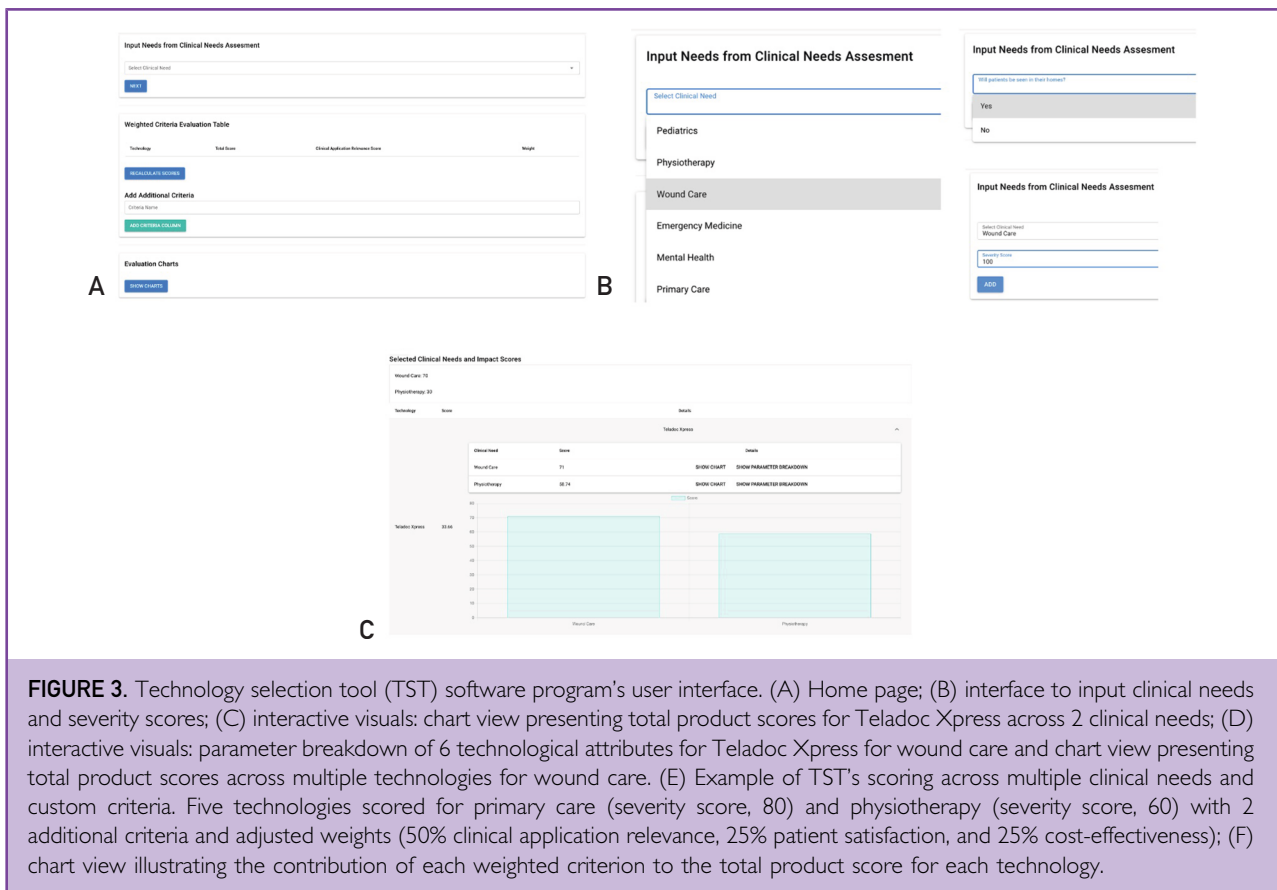 Input Needs from Clinical Needs Assesment
Select Clinical Need
NEXT
Weighted Criteria Evaluation Table
Technology Total Score Clinical Application Relevance Score Weight
RECALCULATE SCORES
Add Additional Criteria
Criteria Name
ADD CRITERIA COLUMN
Evaluation Charts
SHOW CHARTS
A
Input Needs from Clinical Needs Assesment
Select Clinical Need
Pediatrics
Physiotherapy
Wound Care
Emergency Medicine
Mental Health
Primary Care
B
Input Needs from Clinical Needs Assesment
Will patients be seen in their homes?
Yes
No
Input Needs from Clinical Needs Assesment
Select Clinical Need
Wound Care
Severity Score
100
ADD
Selected Clinical Needs and Impact Scores
Wound Care: 70
Physiotherapy: 30
Technology Score Details
Teladoc Xpress
Clinical Need Score Details
Wound Care 71 SHOW CHART SHOW PARAMETER BREAKDOWN
Physiotherapy 58.74 SHOW CHART SHOW PARAMETER BREAKDOWN
Score
80
70
60
50
40
30
20
10
0
Teladoc Xpress 33.66
Wound Care Physiotherapy
C
FIGURE 3. Technology selection tool (TST) software program's user interface. (A) Home page; (B) interface to input clinical needs
and severity scores; (C) interactive visuals: chart view presenting total product scores for Teladoc Xpress across 2 clinical needs; (D)
interactive visuals: parameter breakdown of 6 technological attributes for Teladoc Xpress for wound care and chart view presenting
total product scores across multiple technologies for wound care. (E) Example of TST's scoring across multiple clinical needs and
custom criteria. Five technologies scored for primary care (severity score, 80) and physiotherapy (severity score, 60) with 2
additional criteria and adjusted weights (50% clinical application relevance, 25% patient satisfaction, and 25% cost-effectiveness); (F)
chart view illustrating the contribution of each weighted criterion to the total product score for each technology.